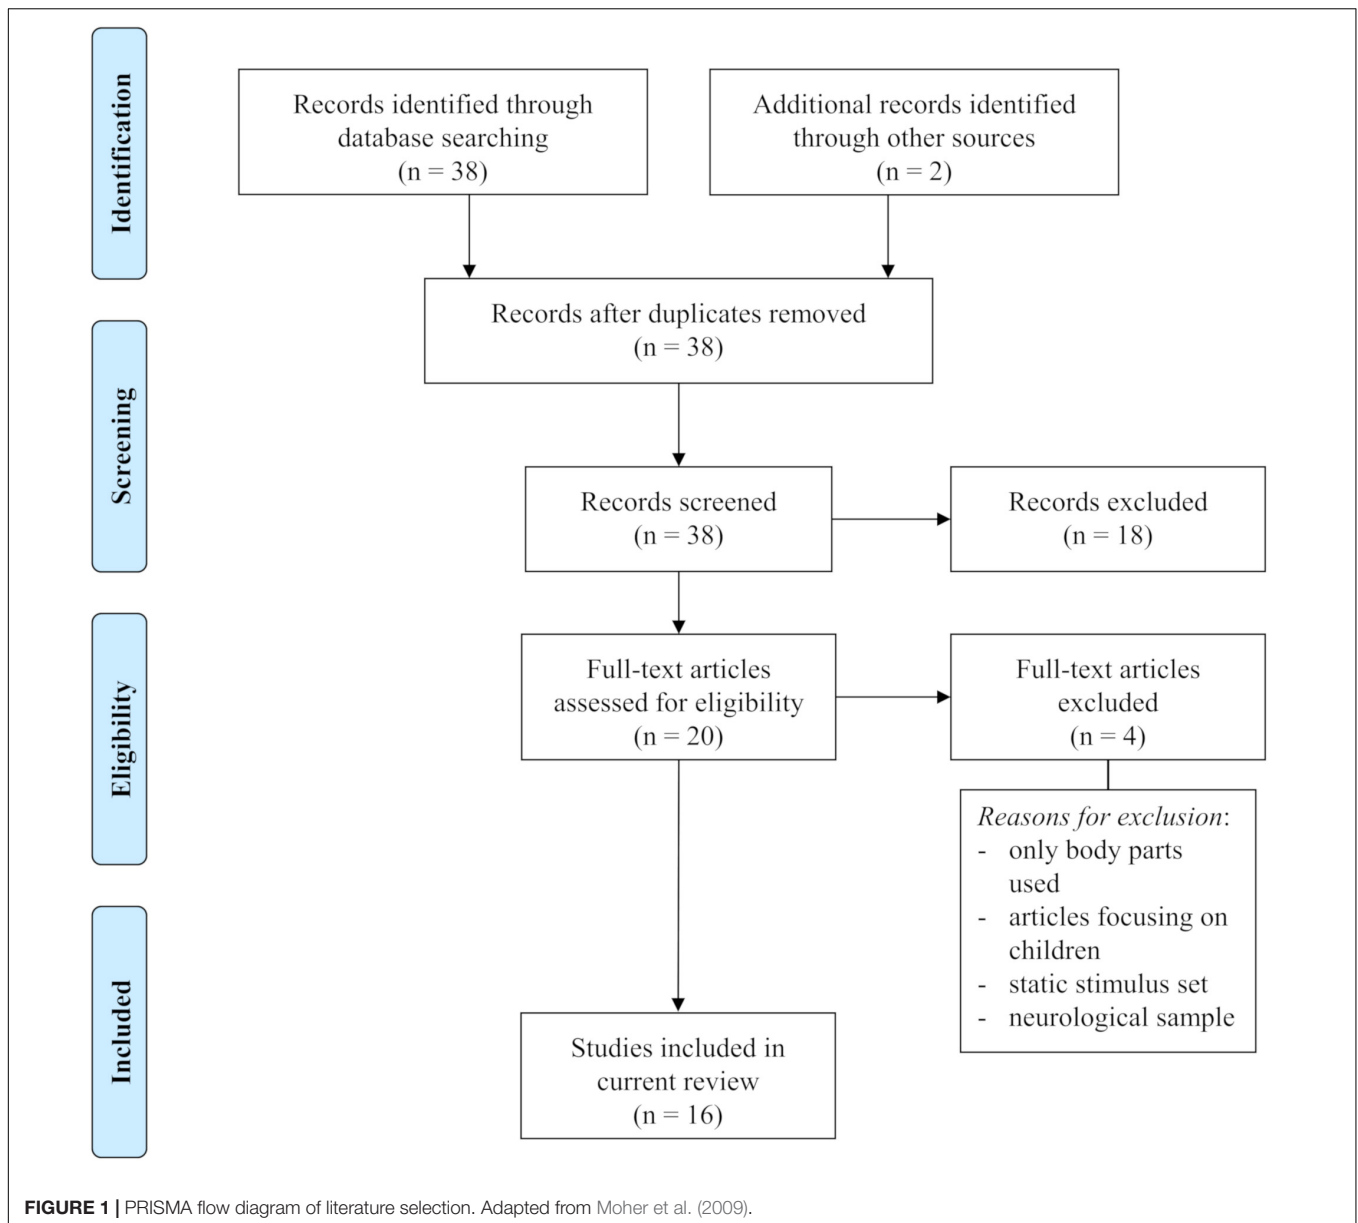 Identification
Records identified through
database searching
(n = 38)
Additional records identified
through other sources
(n = 2)
Records after duplicates removed
(n = 38)
Screening
Records screened
(n = 38)
Records excluded
(n = 18)
Eligibility
Full-text articles
assessed for eligibility
(n = 20)
Full-text articles
excluded
(n = 4)
Reasons for exclusion:
- only body parts
used
- articles focusing on
children
- static stimulus set
- neurological sample
Included
Studies included in
current review
(n = 16)
FIGURE 1 | PRISMA flow diagram of literature selection. Adapted from Moher et al. (2009).